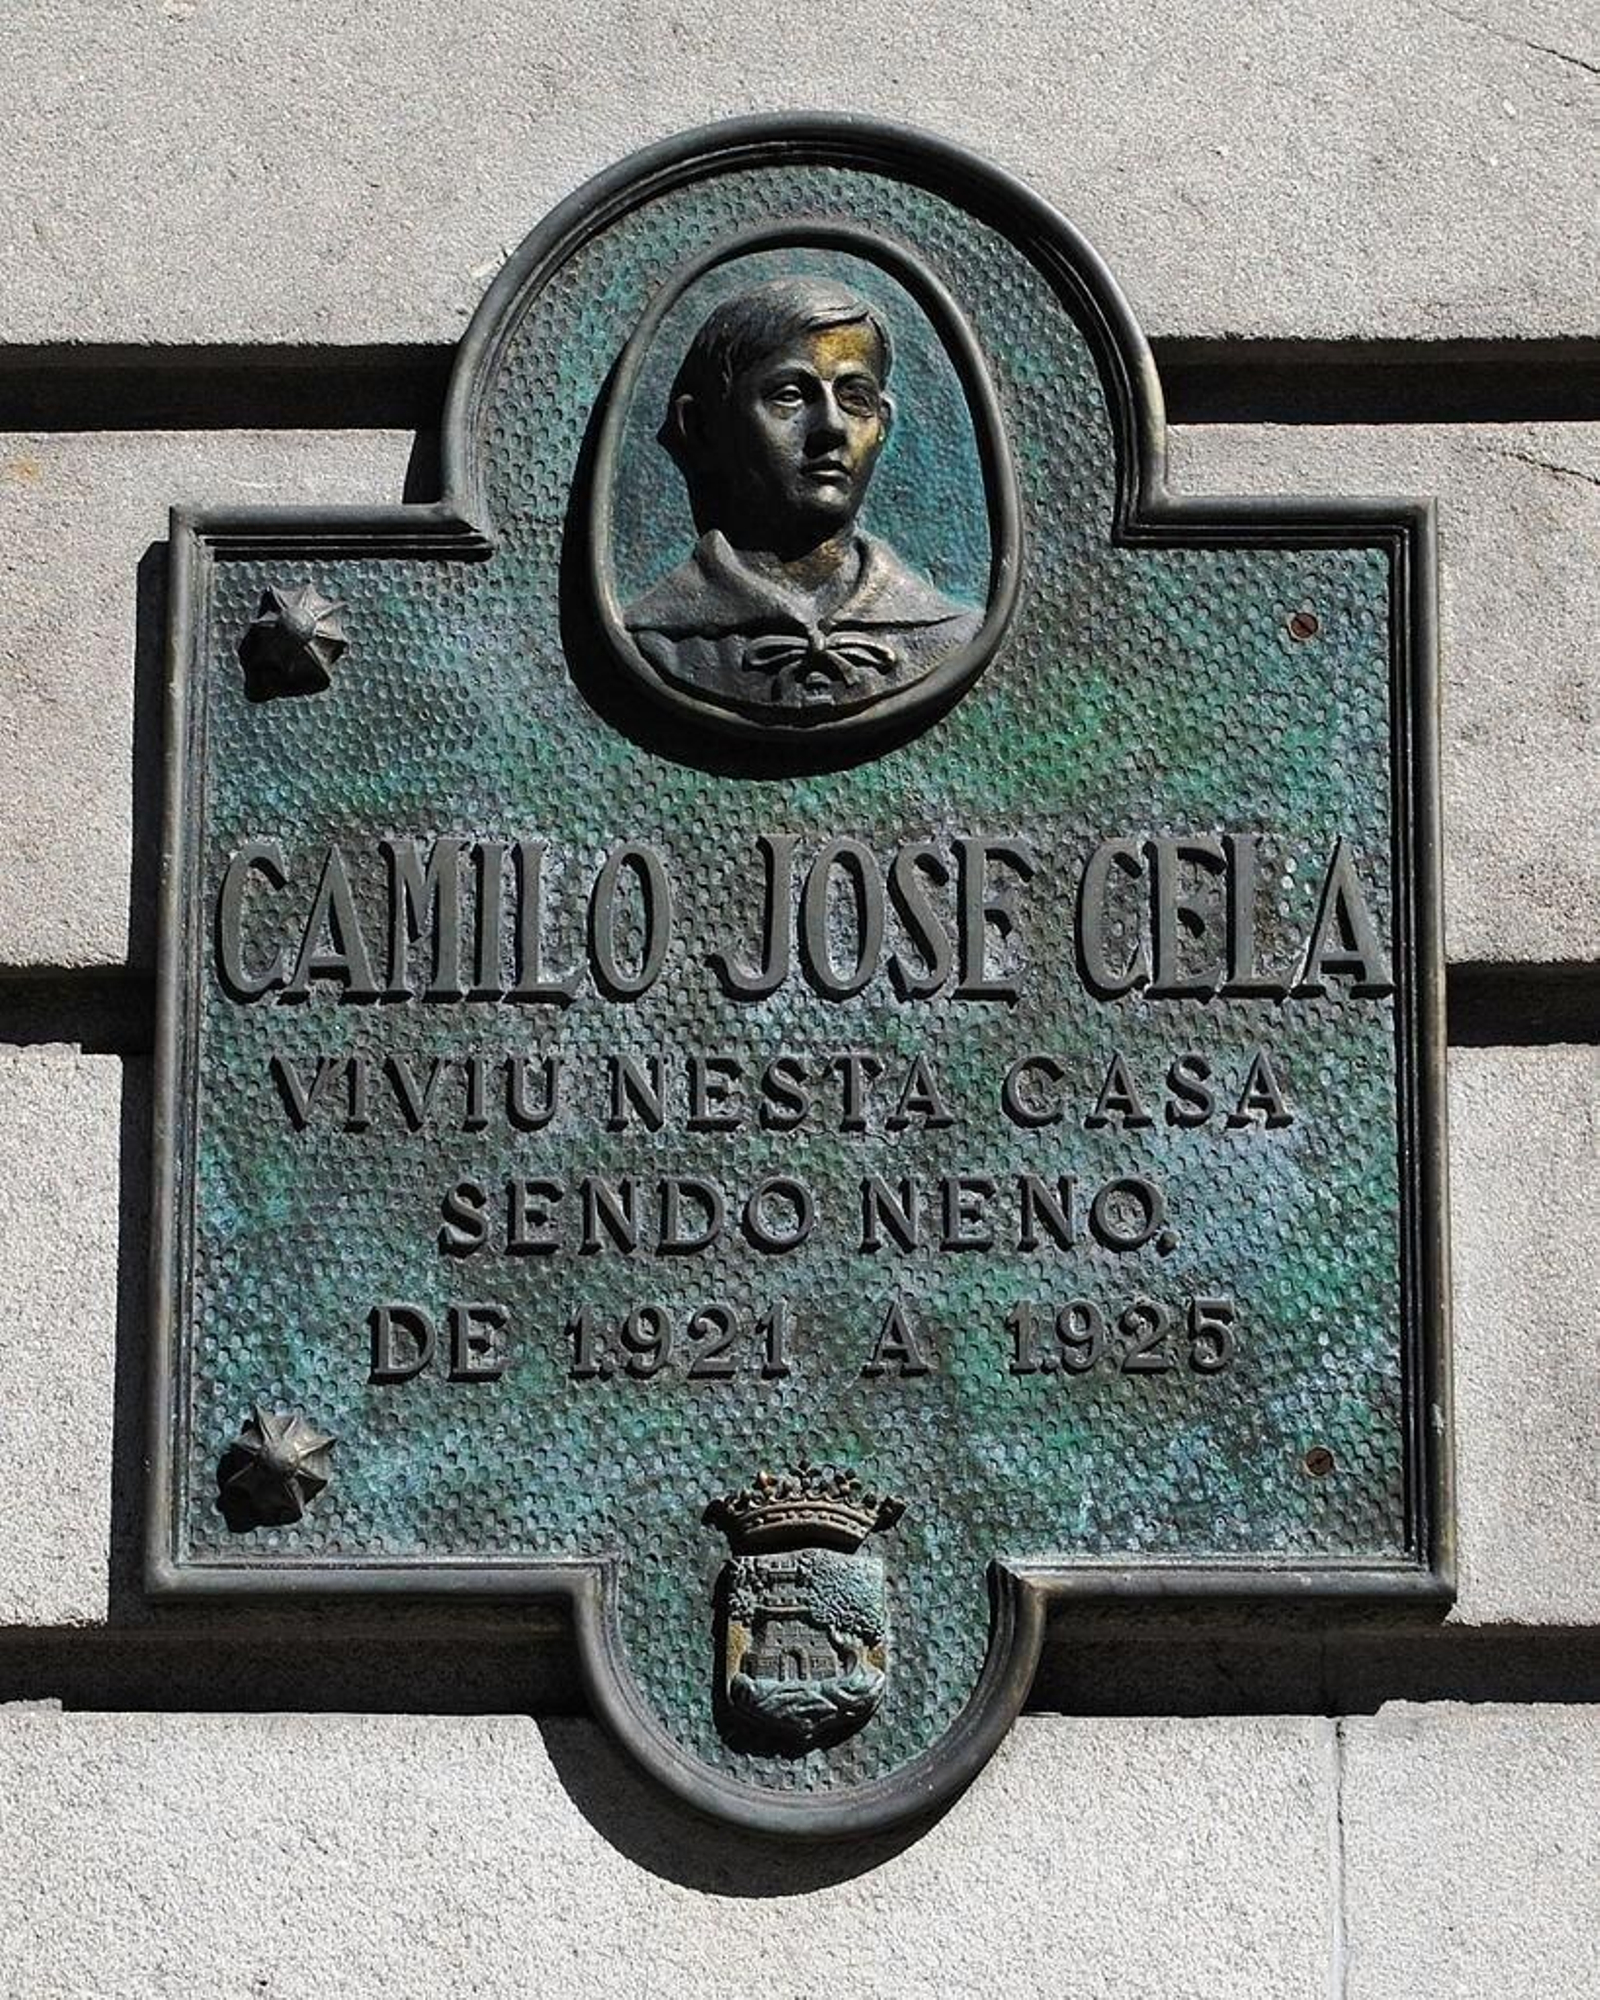 CAMILO JOSE CELA
VIVIU NESTA CASA
SENDO NENO.
DE 1.921 A 1.925